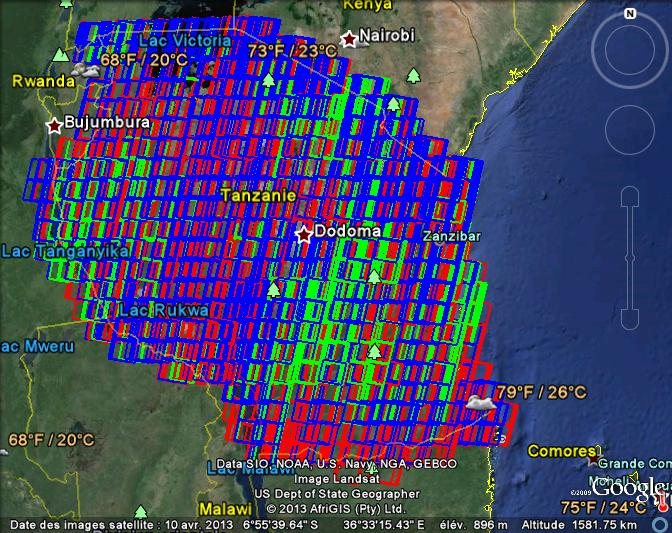 Kenya
Lac Victoria
Nairobi
73°F / 23°C
68°F / 20°C
Rwanda
Bujumbura
Tanzanie
Dodoma
Zanzibar
Lac Tanganyika
Lac Rukwa
ac Mweru
79°F / 26°C
68°F / 20°C
Comores
Data SIO, NOAA, U.S. Navy, NGA, GEBCO
Grande Com
Lac Malawi
Image Landsat
Moheli
US Dept of State Geographer
©2009 Google
Malawi
© 2013 AfriGIS (Pty) Ltd.
75°F / 24°C
Date des images satellite : 10 avr. 2013 6°55'39.64" S 36°33'15.43" E élév. 896 m Altitude 1581.75 km
N